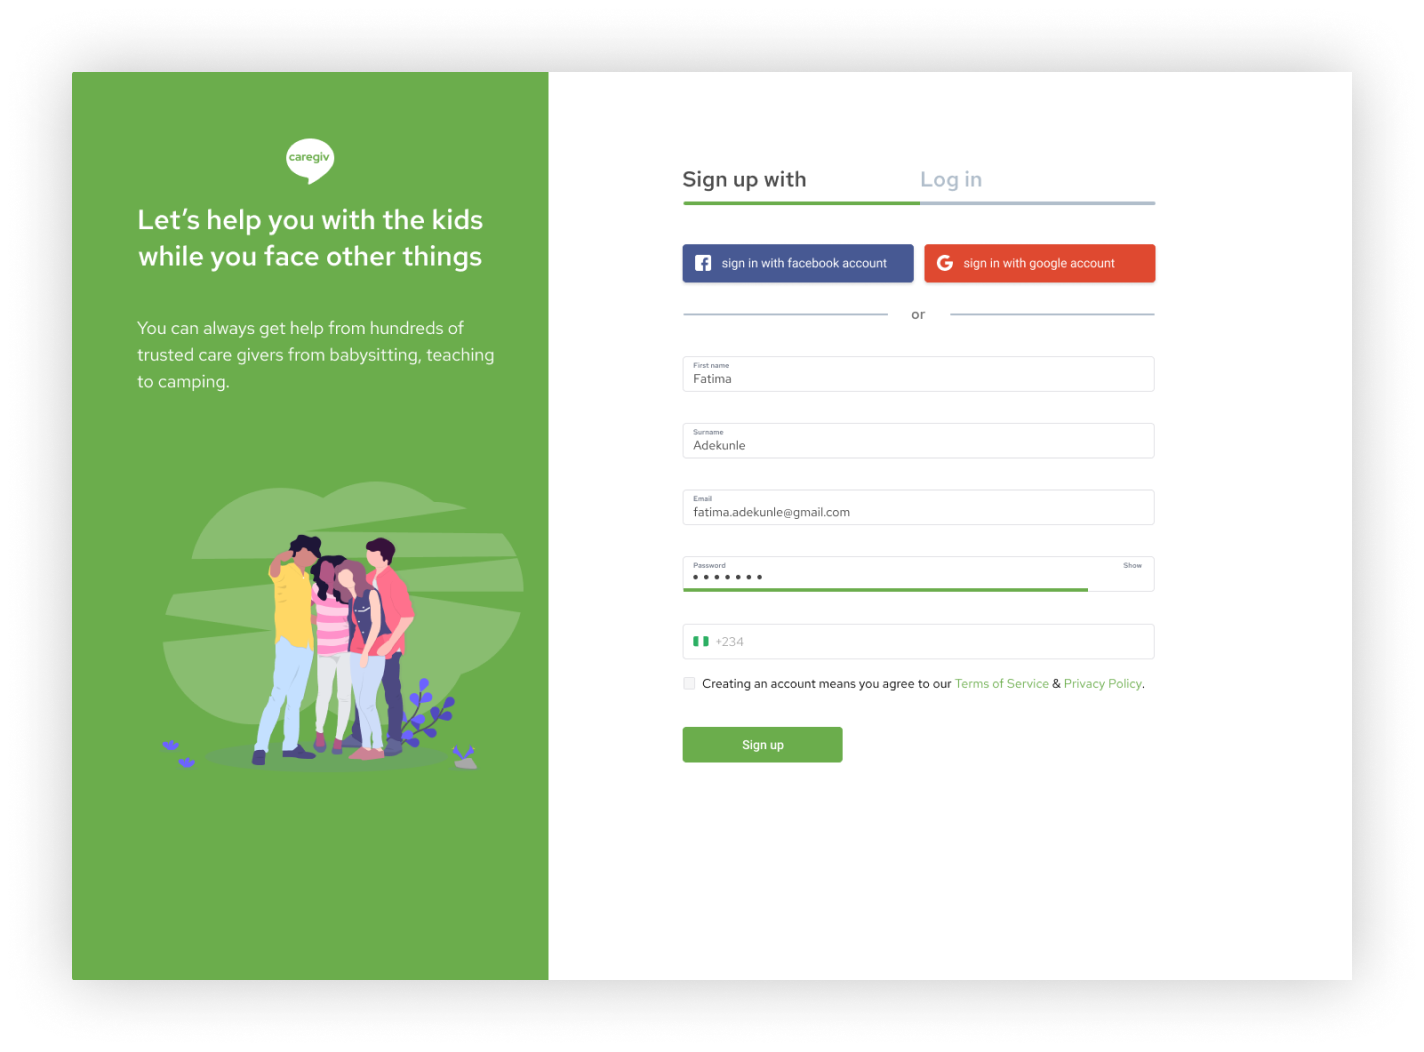 caregiv
Let’s help you with the kids
while you face other things
You can always get help from hundreds of
trusted care givers from babysitting, teaching
to camping.
Sign up with
Log in
sign in with facebook account
sign in with google account
or
First name
Fatima
Surname
Adekunle
Email
fatima.adekunle@gmail.com
Password
Show
+234
Creating an account means you agree to our Terms of Service & Privacy Policy.
Sign up